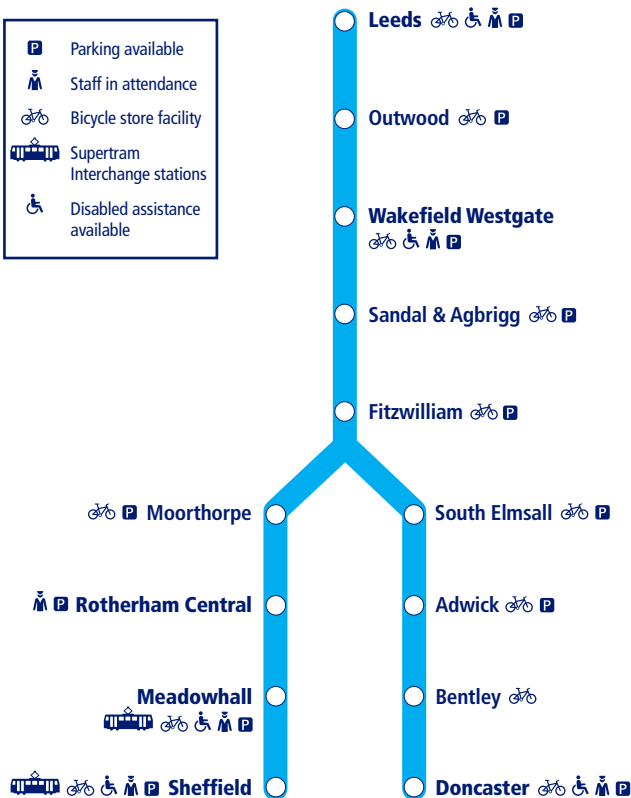 P Parking available
Staff in attendance
Bicycle store facility
Supertram
Interchange stations
Disabled assistance
available
Leeds P
Outwood P
Wakefield Westgate
P
Sandal & Agbrigg P
Fitzwilliam P
P Moorthorpe
South Elmsall P
P Rotherham Central
Adwick P
Meadowhall
P
Bentley
P Sheffield
Doncaster P